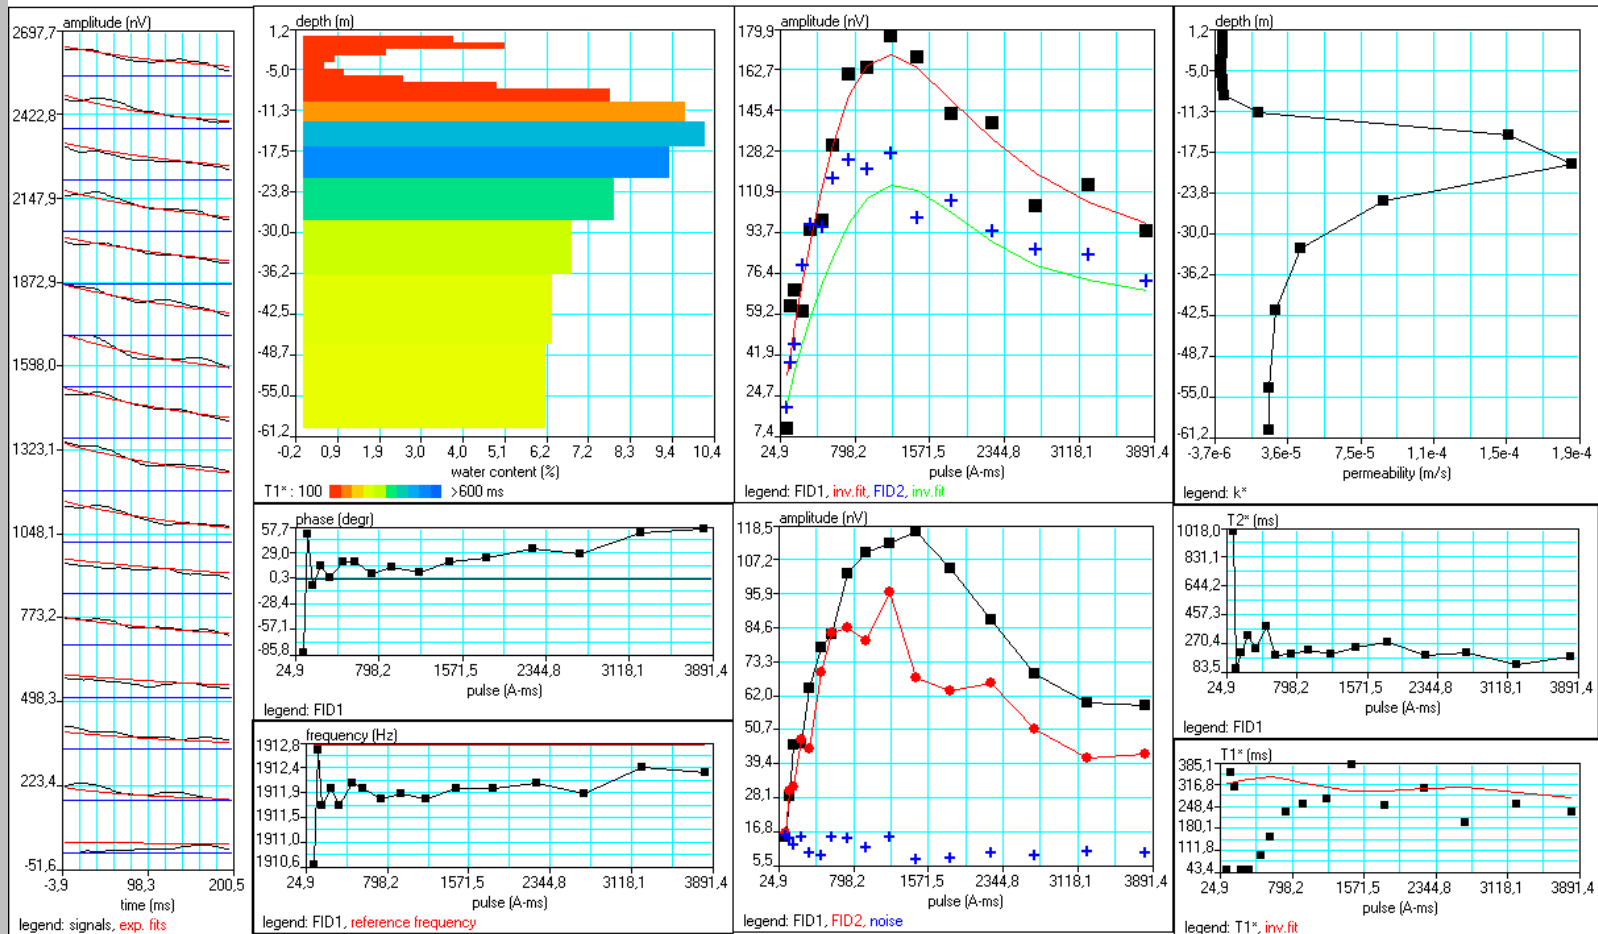 amplitude (nV)
2697,7
2422,8
2147,9
1872,9
1598,0
1323,1
1048,1
773,2
498,3
223,4
-51,6
-3,9 98,3 200,5
time (ms)
legend: signals, exp. fits
depth (m)
1,2
-5,0
-11,3
-17,5
-23,8
-30,0
-36,2
-42,5
-48,7
-55,0
-61,2
-0,2 0,9 1,9 3,0 4,0 5,1 6,2 7,2 8,3 9,4 10,4
water content (%)
T1* : 100 >600 ms
amplitude (nV)
179,9
162,7
145,4
128,2
110,9
93,7
76,4
59,2
41,9
24,7
7,4
24,9 798,2 1571,5 2344,8 3118,1 3891,4
pulse (A-ms)
legend: FID1, inv.fit, FID2, inv.fit
depth (m)
1,2
-5,0
-11,3
-17,5
-23,8
-30,0
-36,2
-42,5
-48,7
-55,0
-61,2
-3,7e-6 3,6e-5 7,5e-5 1,1e-4 1,5e-4 1,9e-4
permeability (m/s)
legend: k*
phase (degr)
57,7
29,0
0,3
-28,4
-57,1
-85,8
24,9 798,2 1571,5 2344,8 3118,1 3891,4
pulse (A-ms)
legend: FID1
frequency (Hz)
1912,8
1912,4
1911,9
1911,5
1911,0
1910,6
24,9 798,2 1571,5 2344,8 3118,1 3891,4
pulse (A-ms)
legend: FID1, reference frequency
amplitude (nV)
118,5
107,2
95,9
84,6
73,3
62,0
50,7
39,4
28,1
16,8
5,5
24,9 798,2 1571,5 2344,8 3118,1 3891,4
pulse (A-ms)
legend: FID1, FID2, noise
T2* (ms)
1018,0
831,1
644,2
457,3
270,4
83,5
24,9 798,2 1571,5 2344,8 3118,1 3891,4
pulse (A-ms)
legend: FID1
T1* (ms)
385,1
316,8
248,4
180,1
111,8
43,4
24,9 798,2 1571,5 2344,8 3118,1 3891,4
pulse (A-ms)
legend: T1*, inv.fit